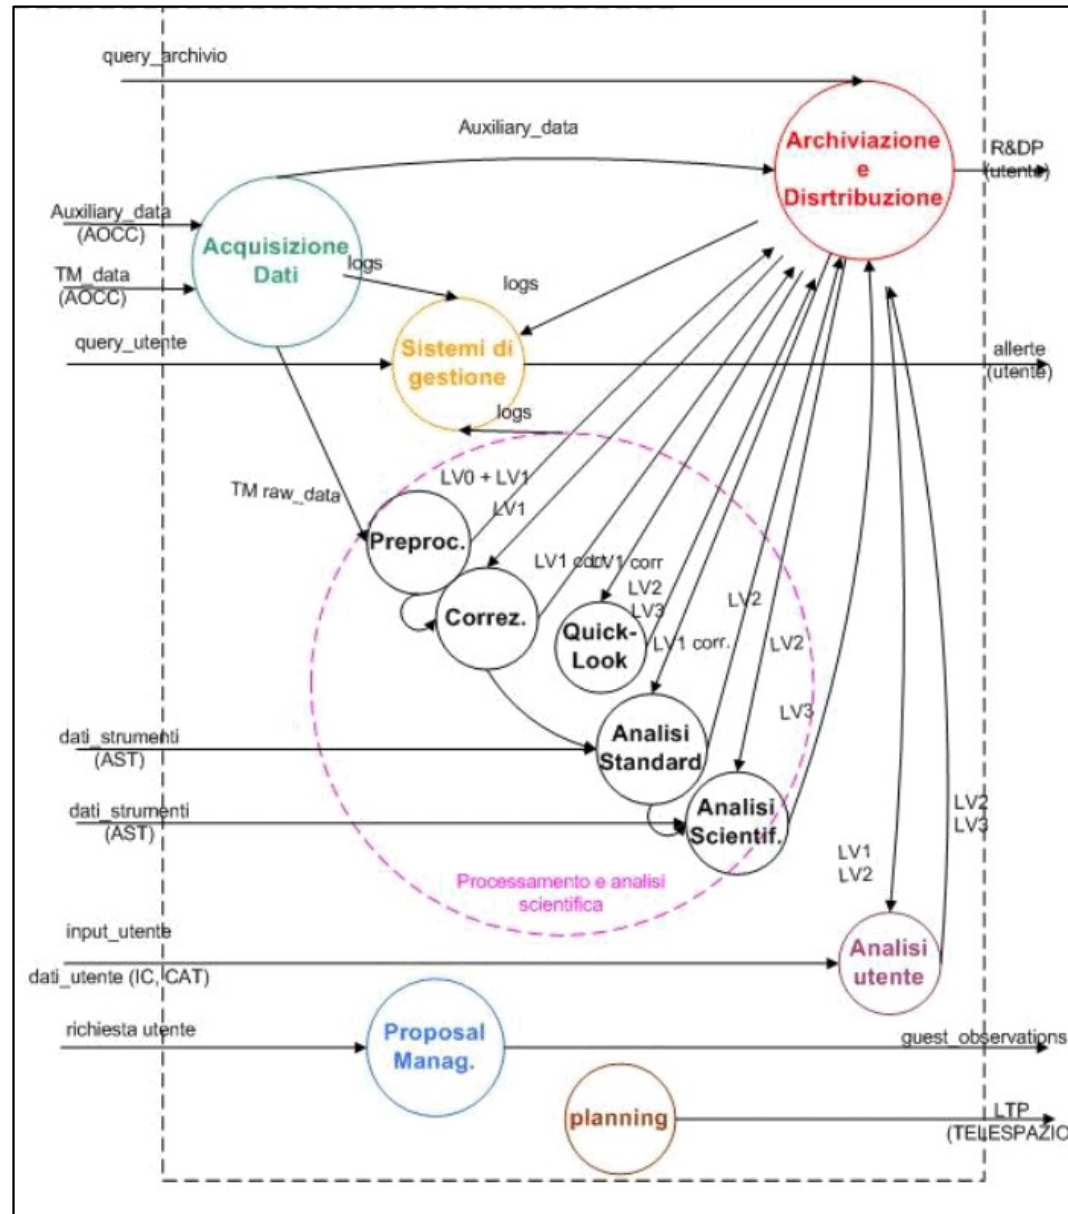 query_archivio
Auxiliary_data
Archiviazione
e
Disrtribuzione
R&DP
(utente)
Auxiliary_data
(AOCC)
Acquisizione
Dati
logs
TM_data
(AOCC)
logs
query_utente
Sistemi di
gestione
allerte
(utente)
logs
LV0 + LV1
TM raw_data
LV1
Preproc.
LV1 corr
LV1 corr
LV2
LV3
LV2
Correz.
Quick-
Look
LV1 corr.
LV2
LV3
dati_strumenti
(AST)
Analisi
Standard
dati_strumenti
(AST)
Analisi
Scientif.
LV2
LV3
LV1
LV2
Processamento e analisi
scientifica
input_utente
dati_utente (IC, CAT)
Analisi
utente
richiesta utente
Proposal
Manag.
guest_observations
planning
LTP
(TELESPAZIO